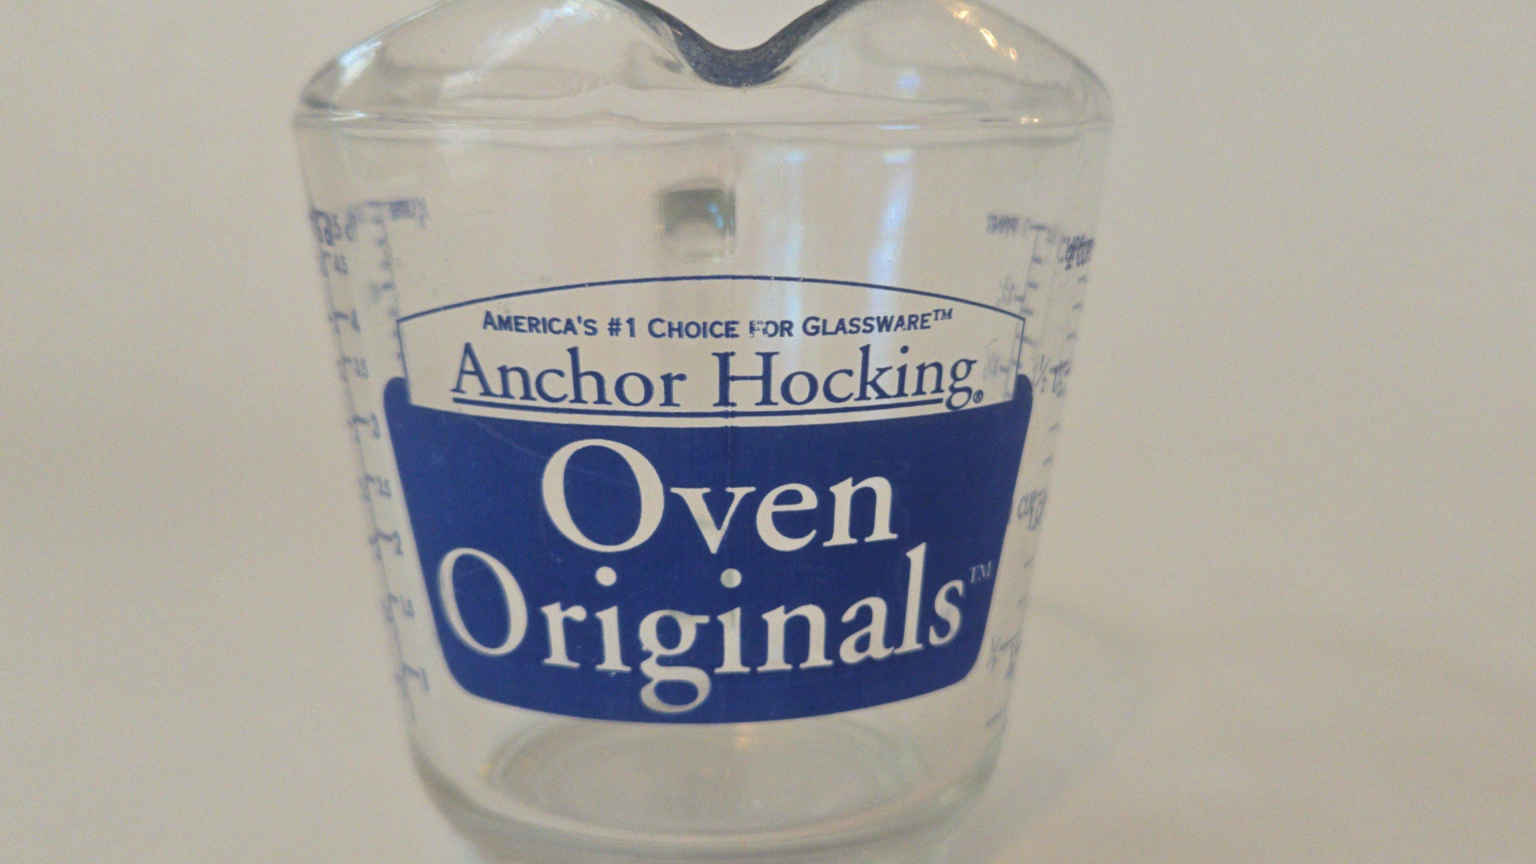 AMERICA'S #1 CHOICE FOR GLASSWARE™
Anchor Hocking®
Oven
Originals™